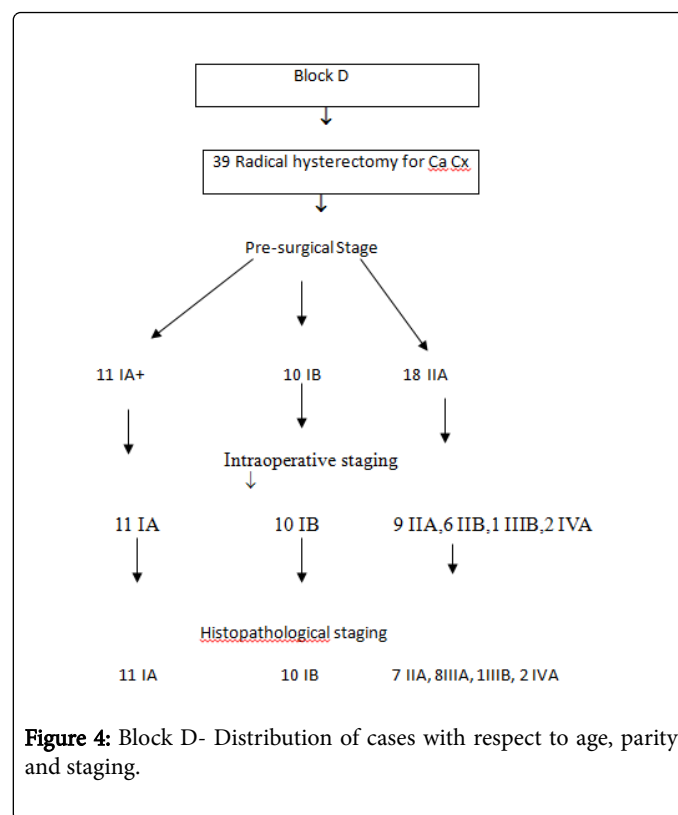 Block D
↓
39 Radical hysterectomy for Ca Cx
↓
Pre-surgical Stage
11 IA+ 10 IB 18 IIA
Intraoperative staging
↓
11 IA 10 IB 9 IIA,6 IIB,1 IIIB,2 IVA
Histopathological staging
11 IA 10 IB 7 IIA, 8IIIA, 1IIIB, 2 IVA
Figure 4: Block D- Distribution of cases with respect to age, parity
and staging.